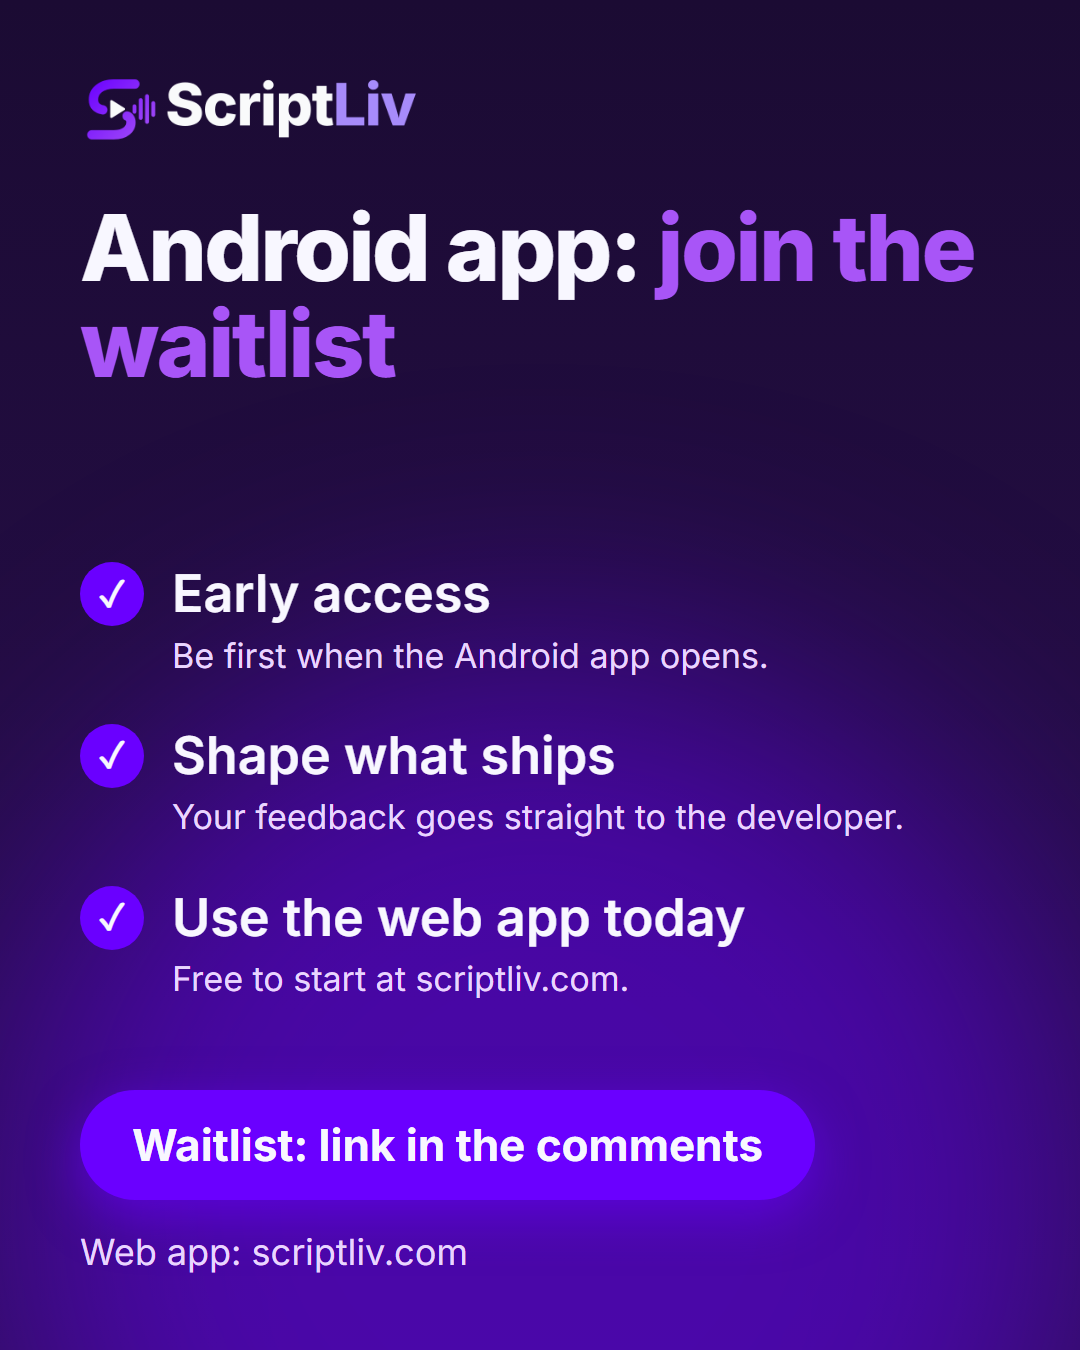 ScriptLiv
Android app: join the
waitlist
Early access
Be first when the Android app opens.
Shape what ships
Your feedback goes straight to the developer.
Use the web app today
Free to start at scriptliv.com.
Waitlist: link in the comments
Web app: scriptliv.com